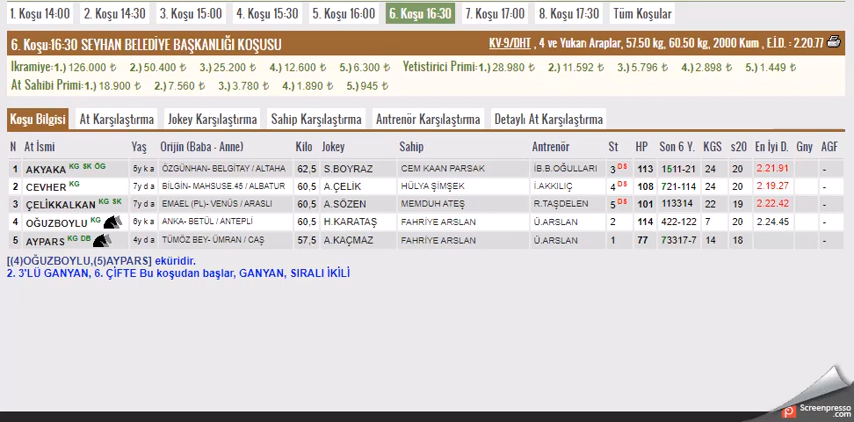 1. Koşu 14:00 2. Koşu 14:30 3. Koşu 15:00 4. Koşu 15:30 5. Koşu 16:00 6. Koşu 16:30 7. Koşu 17:00 8. Koşu 17:30 Tüm Koşular
6. Koşu:16:30 SEYHAN BELEDİYE BAŞKANLIĞI KOŞUSU KV-9/DHT , 4 ve Yukarı Araplar, 57.50 kg, 60.50 kg, 2000 Kum , E.İ.D. : 2.20.77
İkramiye:1.) 126.000 ₺ 2.) 50.400 ₺ 3.) 25.200 ₺ 4.) 12.600 ₺ 5.) 6.300 ₺ Yetistirici Primi:1.) 28.980 ₺ 2.) 11.592 ₺ 3.) 5.796 ₺ 4.) 2.898 ₺ 5.) 1.449 ₺
At Sahibi Primi:1.) 18.900 ₺ 2.) 7.560 ₺ 3.) 3.780 ₺ 4.) 1.890 ₺ 5.) 945 ₺
Koşu Bilgisi At Karşılaştırma Jokey Karşılaştırma Sahip Karşılaştırma Antrenör Karşılaştırma Detaylı At Karşılaştırma
N At İsmi Yaş Orijin (Baba - Anne) Kilo Jokey Sahip Antrenör St HP Son 6 Y. KGS s20 En İyi D. Gny AGF
1 AKYAKA KG SK ÖG 6y k a ÖZGÜNHAN- BELGİTAY / ALTAHA 62,5 S.BOYRAZ CEM KAAN PARSAK İB.B.OĞULLARI 3 DS 113 1511-21 24 20 2.21.91 -
2 CEVHER KG 7y d a BİLGİN- MAHSUSE.45 / ALBATUR 60,5 A.ÇELİK HÜLYA ŞİMŞEK İ.AKKILIÇ 4 DS 108 721-114 24 20 2.19.27 -
3 ÇELİKKALKAN KG SK 7y d a EMAEL (PL)- VENÜS / ARASLI 60,5 A.SÖZEN MEMDUH ATEŞ R.TAŞDELEN 5 DS 101 113314 22 19 2.22.42 -
4 OĞUZBOYLU KG 6y k a ANKA- BETÜL / ANTEPLİ 60,5 H.KARATAŞ FAHRİYE ARSLAN Ü.ARSLAN 2 114 422-122 7 20 2.24.45 -
5 AYPARS KG DB 4y d a TÜMÖZ BEY- ÜMRAN / CAŞ 57,5 A.KAÇMAZ FAHRİYE ARSLAN Ü.ARSLAN 1 77 73317-7 14 18 -
[(4)OĞUZBOYLU,(5)AYPARS] eküridir.
2. 3'LÜ GANYAN, 6. ÇİFTE Bu koşudan başlar, GANYAN, SIRALI İKİLİ
Screenpresso
.com